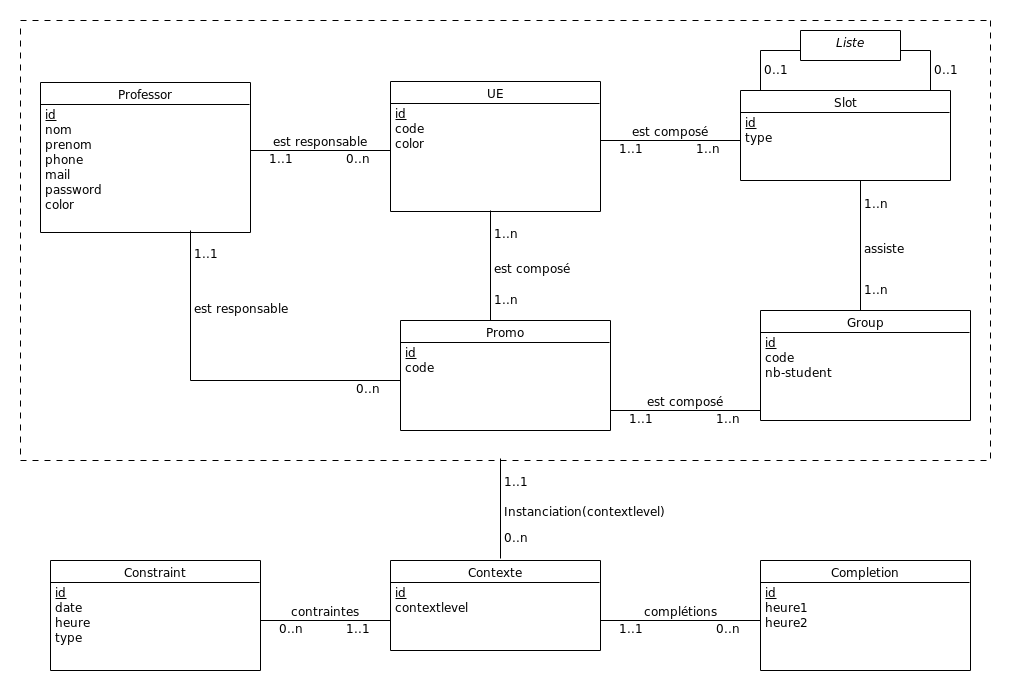 Liste
0..1
0..1
Professor
id
nom
prenom
phone
mail
password
color
est responsable
1..1
0..n
UE
id
code
color
est composé
1..1
1..n
Slot
id
type
1..1
est responsable
0..n
1..n
est composé
1..n
1..n
assiste
1..n
Promo
id
code
est composé
1..1
1..n
Group
id
code
nb-student
1..1
Instanciation(contextlevel)
0..n
Constraint
id
date
heure
type
contraintes
0..n
1..1
Contexte
id
contextlevel
complétions
1..1
0..n
Completion
id
heure1
heure2